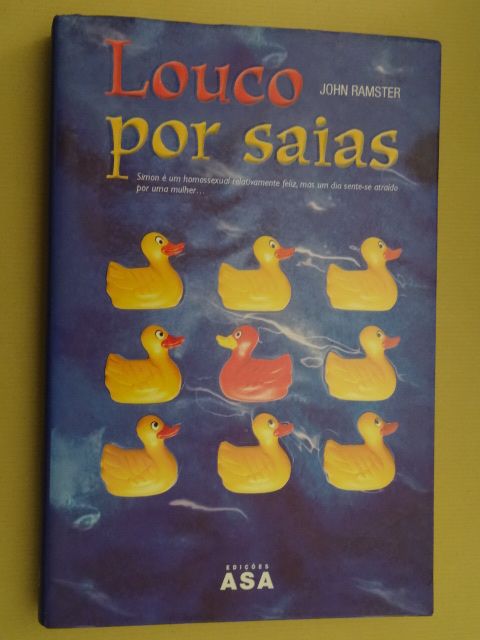 Louco
JOHN RAMSTER
por saias
Simon é um homossexual relativamente feliz, mas um dia sente-se atraído
por uma mulher...
EDIÇÕES
ASA